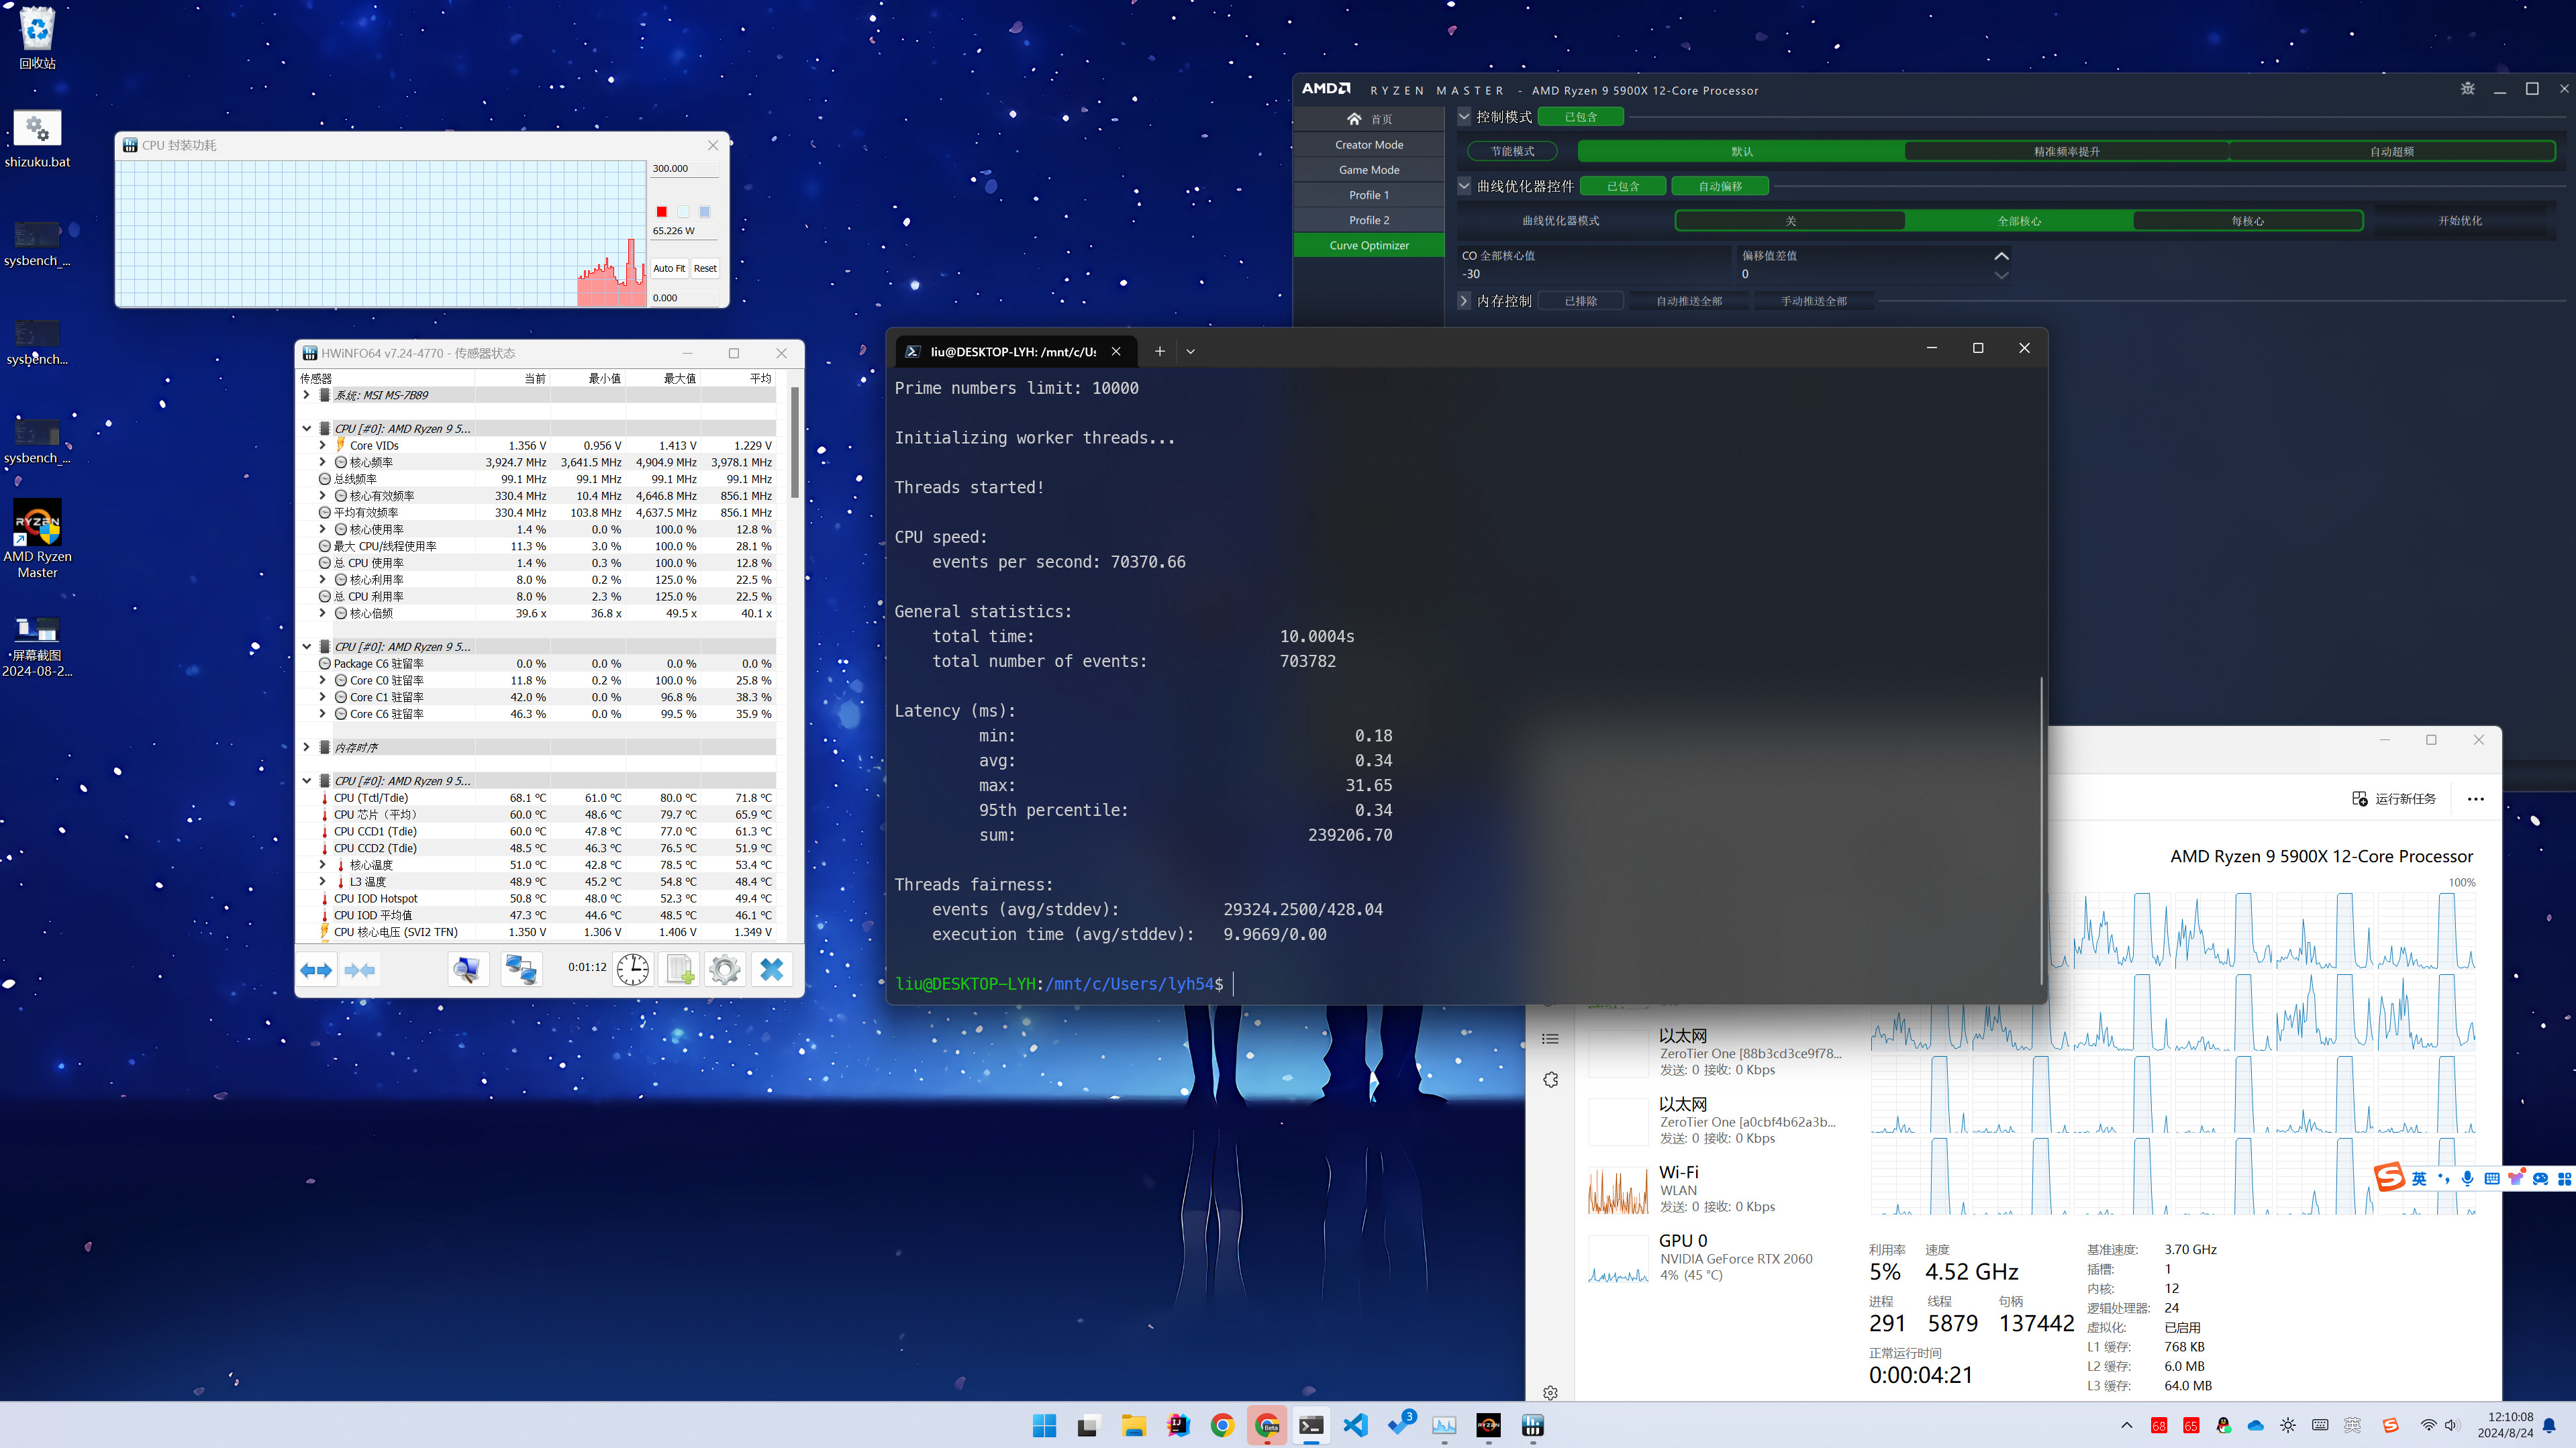 回收站
shizuku.bat
sysbench_...
sysbench...
sysbench_...
AMD Ryzen
Master
屏幕截图
2024-08-2...
CPU 封装功耗
300.000
65.226 W
Auto Fit Reset
0.000
HWiNFO64 v7.24-4770 - 传感器状态
传感器 当前 最小值 最大值 平均
系统: MSI MS-7B89
CPU [#0]: AMD Ryzen 9 5...
Core VIDs 1.356 V 0.956 V 1.413 V 1.229 V
核心频率 3,924.7 MHz 3,641.5 MHz 4,904.9 MHz 3,978.1 MHz
总线频率 99.1 MHz 99.1 MHz 99.1 MHz 99.1 MHz
核心有效频率 330.4 MHz 10.4 MHz 4,646.8 MHz 856.1 MHz
平均有效频率 330.4 MHz 103.8 MHz 4,637.5 MHz 856.1 MHz
核心使用率 1.4 % 0.0 % 100.0 % 12.8 %
最大 CPU/线程使用率 11.3 % 3.0 % 100.0 % 28.1 %
总 CPU 使用率 1.4 % 0.3 % 100.0 % 12.8 %
核心利用率 8.0 % 0.2 % 125.0 % 22.5 %
总 CPU 利用率 8.0 % 2.3 % 125.0 % 22.5 %
核心倍频 39.6 x 36.8 x 49.5 x 40.1 x
CPU [#0]: AMD Ryzen 9 5...
Package C6 驻留率 0.0 % 0.0 % 0.0 % 0.0 %
Core C0 驻留率 11.8 % 0.2 % 100.0 % 25.8 %
Core C1 驻留率 42.0 % 0.0 % 96.8 % 38.3 %
Core C6 驻留率 46.3 % 0.0 % 99.5 % 35.9 %
内存时序
CPU [#0]: AMD Ryzen 9 5...
CPU (Tctl/Tdie) 68.1 °C 61.0 °C 80.0 °C 71.8 °C
CPU 芯片（平均） 60.0 °C 48.6 °C 79.7 °C 65.9 °C
CPU CCD1 (Tdie) 60.0 °C 47.8 °C 77.0 °C 61.3 °C
CPU CCD2 (Tdie) 48.5 °C 46.3 °C 76.5 °C 51.9 °C
核心温度 51.0 °C 42.8 °C 78.5 °C 53.4 °C
L3 温度 48.9 °C 45.2 °C 54.8 °C 48.4 °C
CPU IOD Hotspot 50.8 °C 48.0 °C 52.3 °C 49.4 °C
CPU IOD 平均值 47.3 °C 44.6 °C 48.5 °C 46.1 °C
CPU 核心电压 (SVI2 TFN) 1.350 V 1.306 V 1.406 V 1.349 V
0:01:12
AMD RYZEN MASTER - AMD Ryzen 9 5900X 12-Core Processor
首页
Creator Mode
Game Mode
Profile 1
Profile 2
Curve Optimizer
控制模式 已包含
节能模式 默认 精准频率提升 自动超频
曲线优化器控件 已包含 自动偏移
曲线优化器模式 关 全部核心 每核心 开始优化
CO 全部核心值 偏移值差值
-30 0
内存控制 已排除 自动推送全部 手动推送全部
liu@DESKTOP-LYH: /mnt/c/Us
Prime numbers limit: 10000
Initializing worker threads...
Threads started!
CPU speed:
events per second: 70370.66
General statistics:
total time: 10.0004s
total number of events: 703782
Latency (ms):
min: 0.18
avg: 0.34
max: 31.65
95th percentile: 0.34
sum: 239206.70
Threads fairness:
events (avg/stddev): 29324.2500/428.04
execution time (avg/stddev): 9.9669/0.00
liu@DESKTOP-LYH:/mnt/c/Users/lyh54$
运行新任务
AMD Ryzen 9 5900X 12-Core Processor
100%
以太网
ZeroTier One [88b3cd3ce9f78...
发送: 0 接收: 0 Kbps
以太网
ZeroTier One [a0cbf4b62a3b...
发送: 0 接收: 0 Kbps
Wi-Fi
WLAN
发送: 0 接收: 0 Kbps
GPU 0
NVIDIA GeForce RTX 2060
4% (45 °C)
利用率 速度
5% 4.52 GHz
进程 线程 句柄
291 5879 137442
正常运行时间
0:00:04:21
基准速度: 3.70 GHz
插槽: 1
内核: 12
逻辑处理器: 24
虚拟化: 已启用
L1 缓存: 768 KB
L2 缓存: 6.0 MB
L3 缓存: 64.0 MB
英
3
68 65 英
12:10:08
2024/8/24